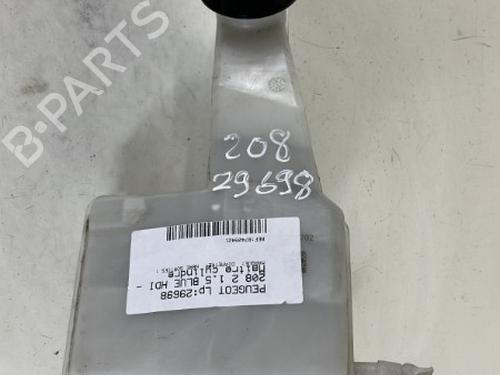 B-PARTS
208
29698
PEUGEOT Lp:29698
208 2 1.5 BLUE HDI -
Maitre cylindre